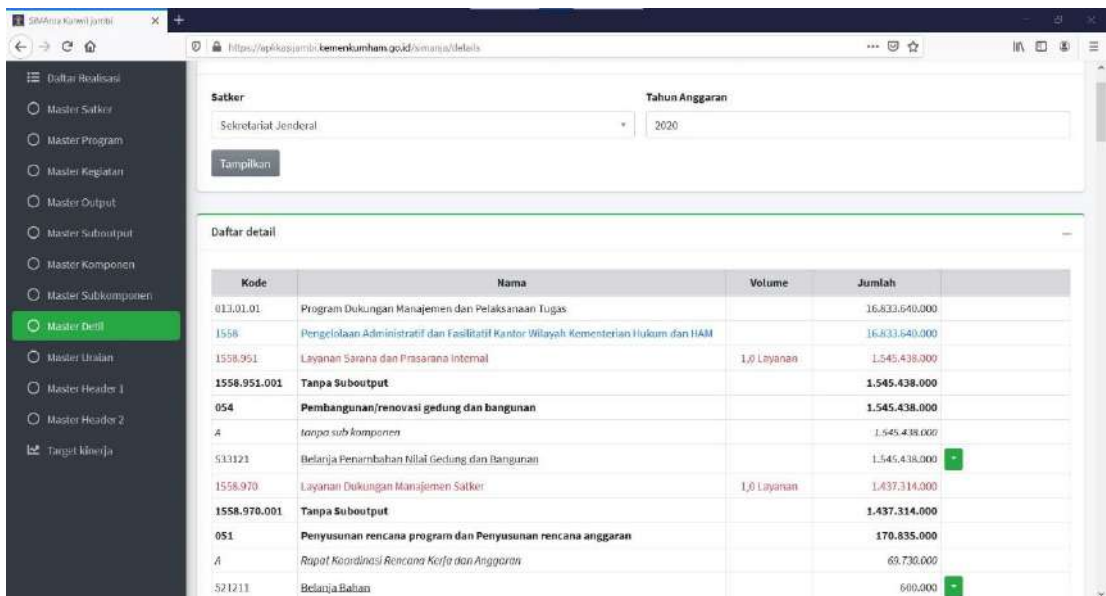 SIMAnja Kanwil Jambi
https://aplikasijambi.kemenkumham.go.id/simanja/details
Daftar Realisasi
Master Satker
Master Program
Master Kegiatan
Master Output
Master Suboutput
Master Komponen
Master Subkomponen
Master Detil
Master Uraian
Master Header 1
Master Header 2
Target kinerja
Satker Tahun Anggaran
Sekretariat Jenderal 2020
Tampilkan
Daftar detail
Kode Nama Volume Jumlah
013.01.01 Program Dukungan Manajemen dan Pelaksanaan Tugas 16.833.640.000
1558 Pengelolaan Administratif dan Fasilitatif Kantor Wilayah Kementerian Hukum dan HAM 16.833.640.000
1558.951 Layanan Sarana dan Prasarana Internal 1,0 Layanan 1.545.438.000
1558.951.001 Tanpa Suboutput 1.545.438.000
054 Pembangunan/renovasi gedung dan bangunan 1.545.438.000
A tanpa sub komponen 1.545.438.000
533121 Belanja Penambahan Nilai Gedung dan Bangunan 1.545.438.000
1558.970 Layanan Dukungan Manajemen Satker 1,0 Layanan 1.437.314.000
1558.970.001 Tanpa Suboutput 1.437.314.000
051 Penyusunan rencana program dan Penyusunan rencana anggaran 170.835.000
A Rapat Koordinasi Rencana Kerja dan Anggaran 69.730.000
521211 Belanja Bahan 600.000